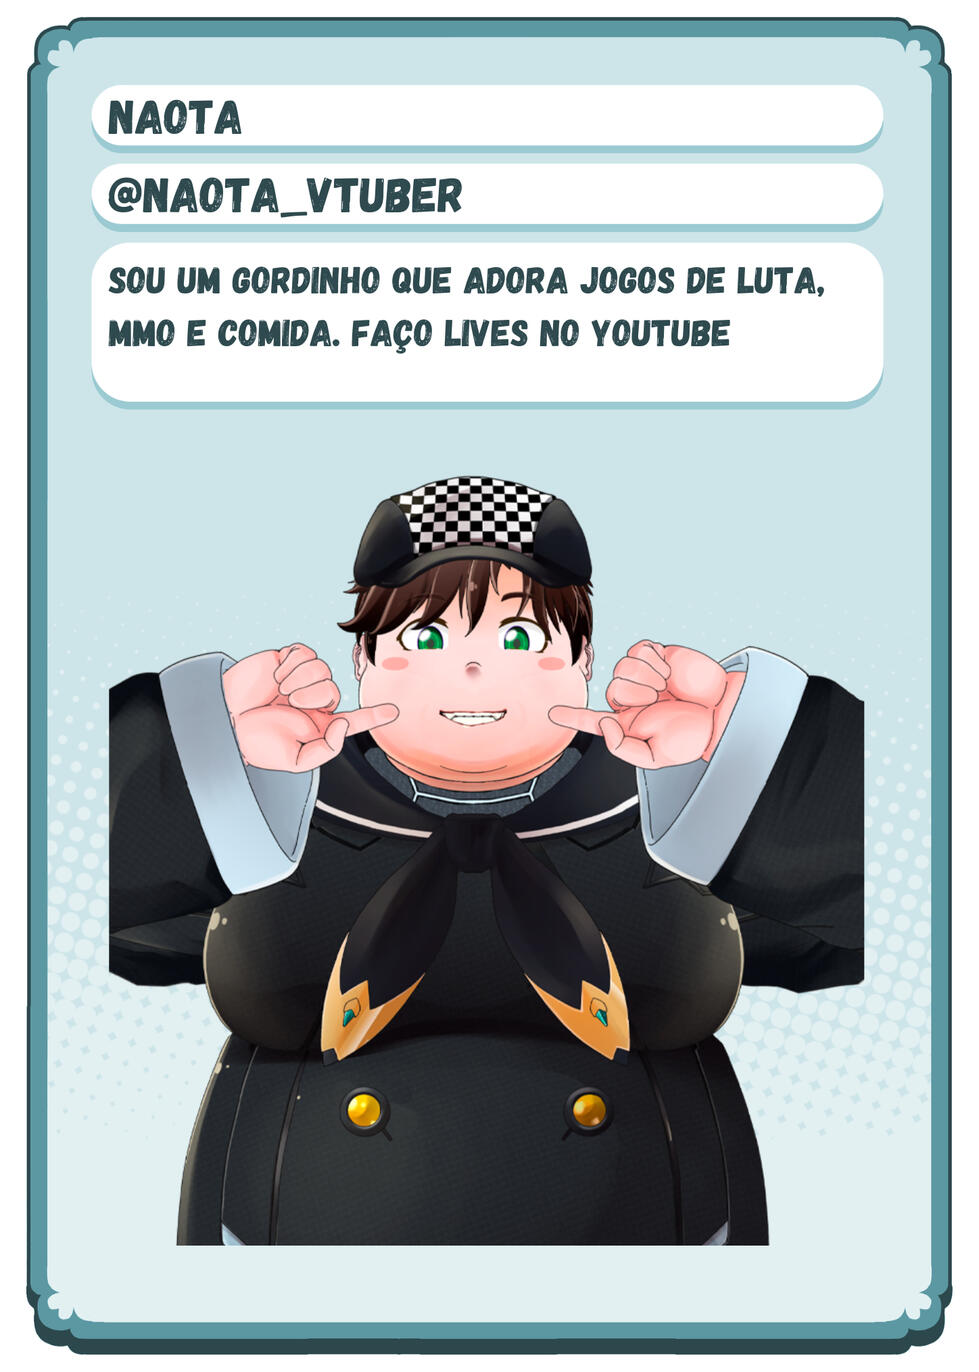 NAOTA
@NAOTA_VTUBER
SOU UM GORDINHO QUE ADORA JOGOS DE LUTA,
MMO E COMIDA. FAÇO LIVES NO YOUTUBE